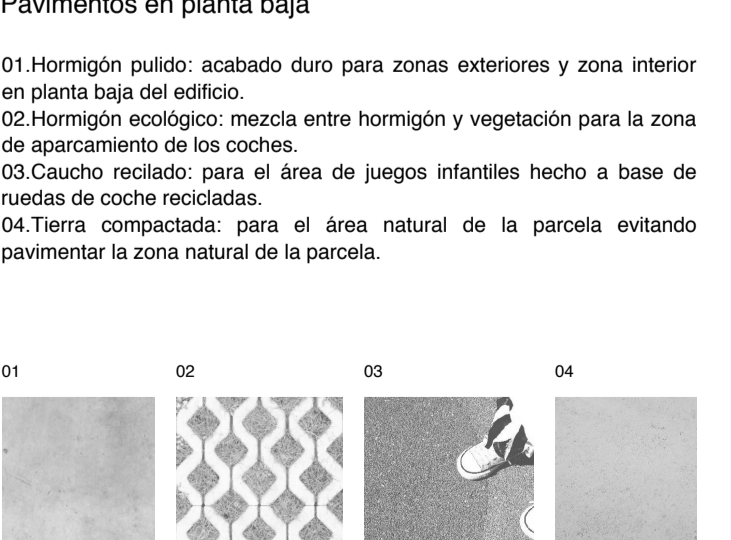 Pavimentos en planta baja
01.Hormigón pulido: acabado duro para zonas exteriores y zona interior
en planta baja del edificio.
02.Hormigón ecológico: mezcla entre hormigón y vegetación para la zona
de aparcamiento de los coches.
03.Caucho recilado: para el área de juegos infantiles hecho a base de
ruedas de coche recicladas.
04.Tierra compactada: para el área natural de la parcela evitando
pavimentar la zona natural de la parcela.
01 02 03 04